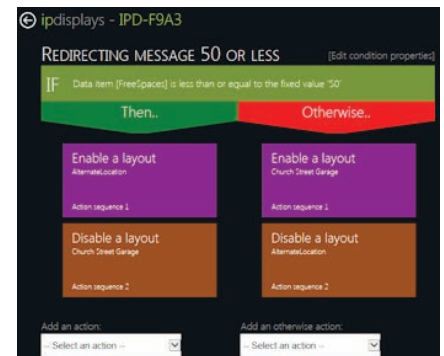 ipdisplays - IPD-F9A3
REDIRECTING MESSAGE 50 OR LESS
[Edit condition properties]
IF Data item [FreeSpaces] is less than or equal to the fixed value '50'
Then.. Otherwise...
Enable a layout
AlternateLocation
Action sequence 1
Enable a layout
Church Street Garage
Action sequence 1
Disable a layout
Church Street Garage
Action sequence 2
Disable a layout
AlternateLocation
Action sequence 2
Add an action:
-- Select an action --
Add an otherwise action:
-- Select an action --